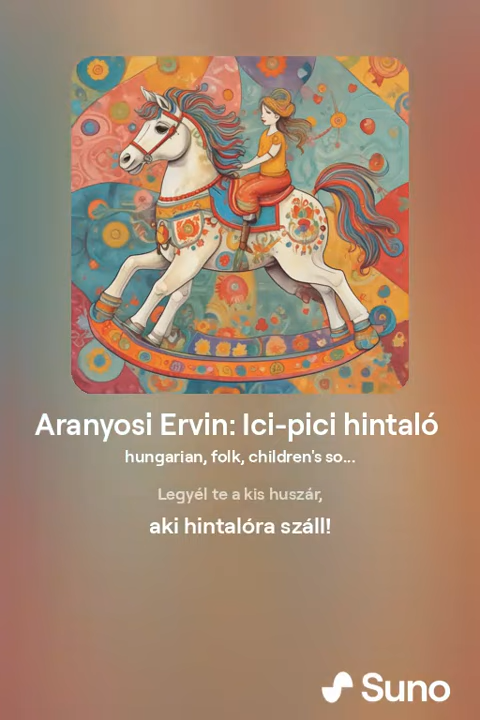 Aranyosi Ervin: Ici-pici hintaló
hungarian, folk, children's so...
Legyél te a kis huszár,
aki hintalóra száll!
Suno